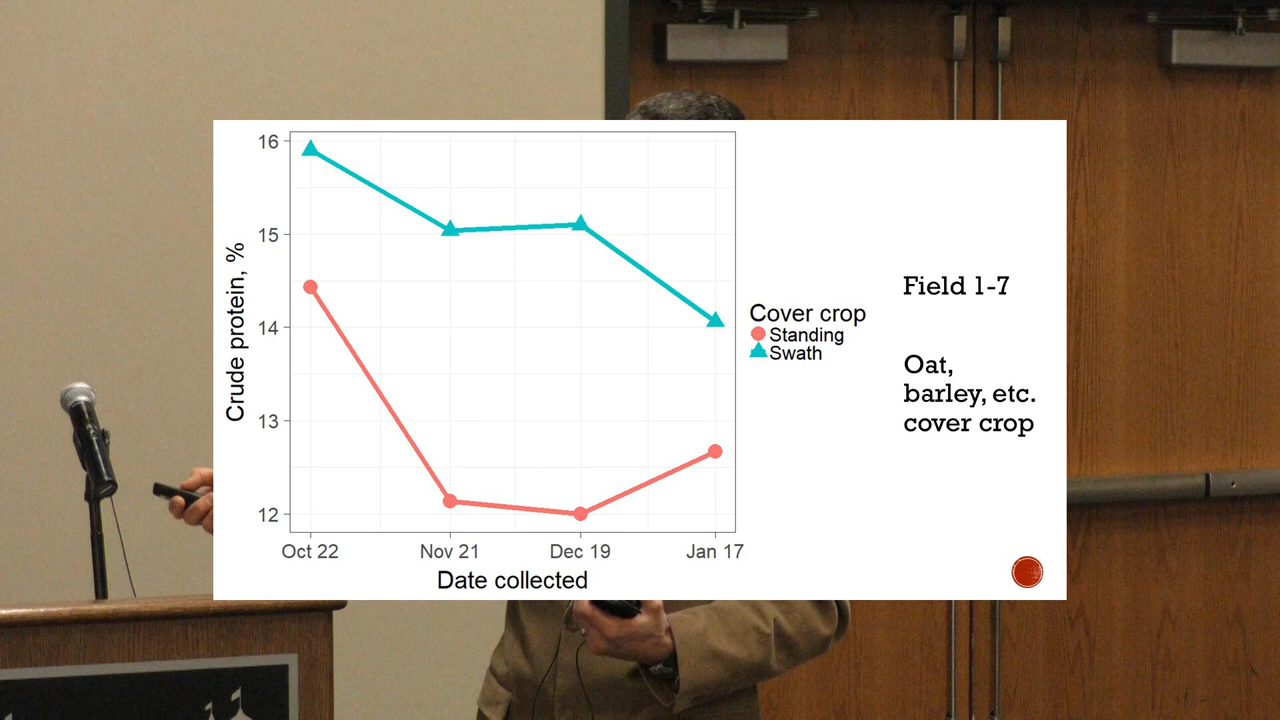 16
15
14
13
12
Crude protein, %
Oct 22
Nov 21
Dec 19
Jan 17
Date collected
Cover crop
Standing
Swath
Field 1-7
Oat,
barley, etc.
cover crop